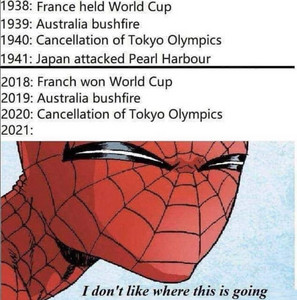 1938: France held World Cup
1939: Australia bushfire
1940: Cancellation of Tokyo Olympics
1941: Japan attacked Pearl Harbour
2018: Franch won World Cup
2019: Australia bushfire
2020: Cancellation of Tokyo Olympics
2021:
I don't like where this is going